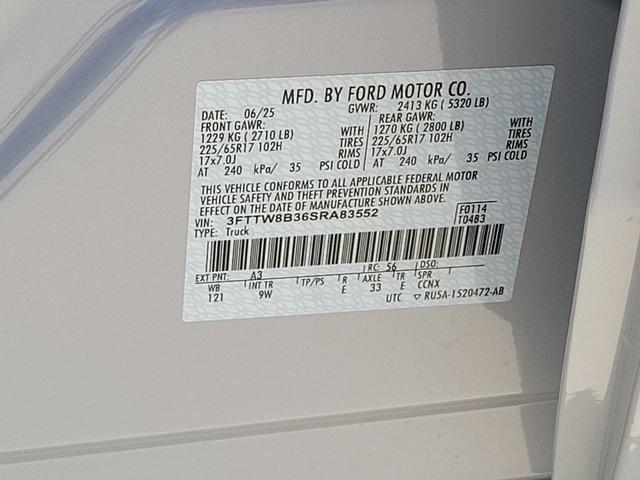 MFD. BY FORD MOTOR CO.
DATE: 06/25 GVWR: 2413 KG ( 5320 LB)
FRONT GAWR: REAR GAWR:
1229 KG ( 2710 LB) WITH 1270 KG ( 2800 LB) WITH
225/65R17 102H TIRES 225/65R17 102H TIRES
17x7.0J RIMS 17x7.0J RIMS
AT 240 kPa/ 35 PSI COLD AT 240 kPa/ 35 PSI COLD
THIS VEHICLE CONFORMS TO ALL APPLICABLE FEDERAL MOTOR
VEHICLE SAFETY AND THEFT PREVENTION STANDARDS IN
EFFECT ON THE DATE OF MANUFACTURE SHOWN ABOVE.
VIN: 3FTTW8B36SRA83552 F0114
TYPE: Truck T0483
EXT PNT: A3 RC: 56 DSO:
WB INT TR TP/PS R AXLE TR SPR
121 9W E 33 E CCNX
UTC RU5A-1520472-AB